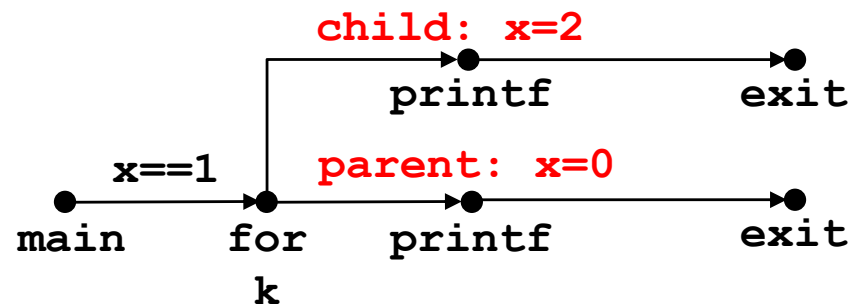 child: x=2
printf exit
x==1 parent: x=0
main for printf exit
k